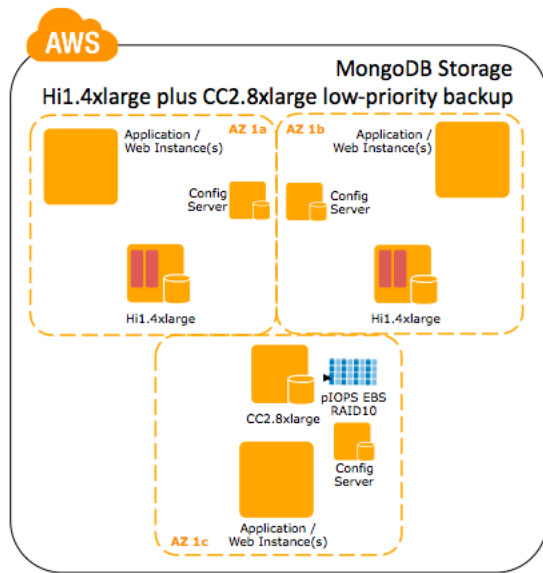 AWS
MongoDB Storage
Hi1.4xlarge plus CC2.8xlarge low-priority backup
Application /
Web Instance(s)
AZ 1a
Config
Server
Hi1.4xlarge
AZ 1b
Application /
Web Instance(s)
Config
Server
Hi1.4xlarge
CC2.8xlarge
pIOPS EBS
RAID10
Config
Server
Application /
Web Instance(s)
AZ 1c